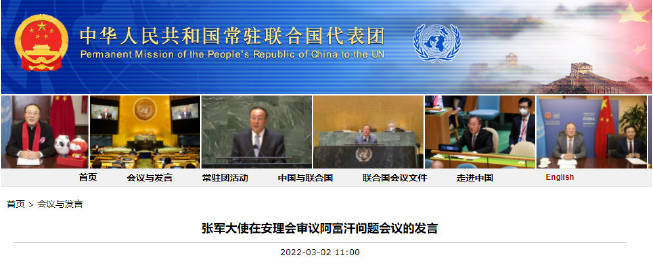 中华人民共和国常驻联合国代表团
Permanent Mission of the People's Republic of China to the UN
首页 会议与发言 常驻团活动 中国与联合国 联合国会议文件 走进中国 English
首页 > 会议与发言
张军大使在安理会审议阿富汗问题会议的发言
2022-03-02 11:00